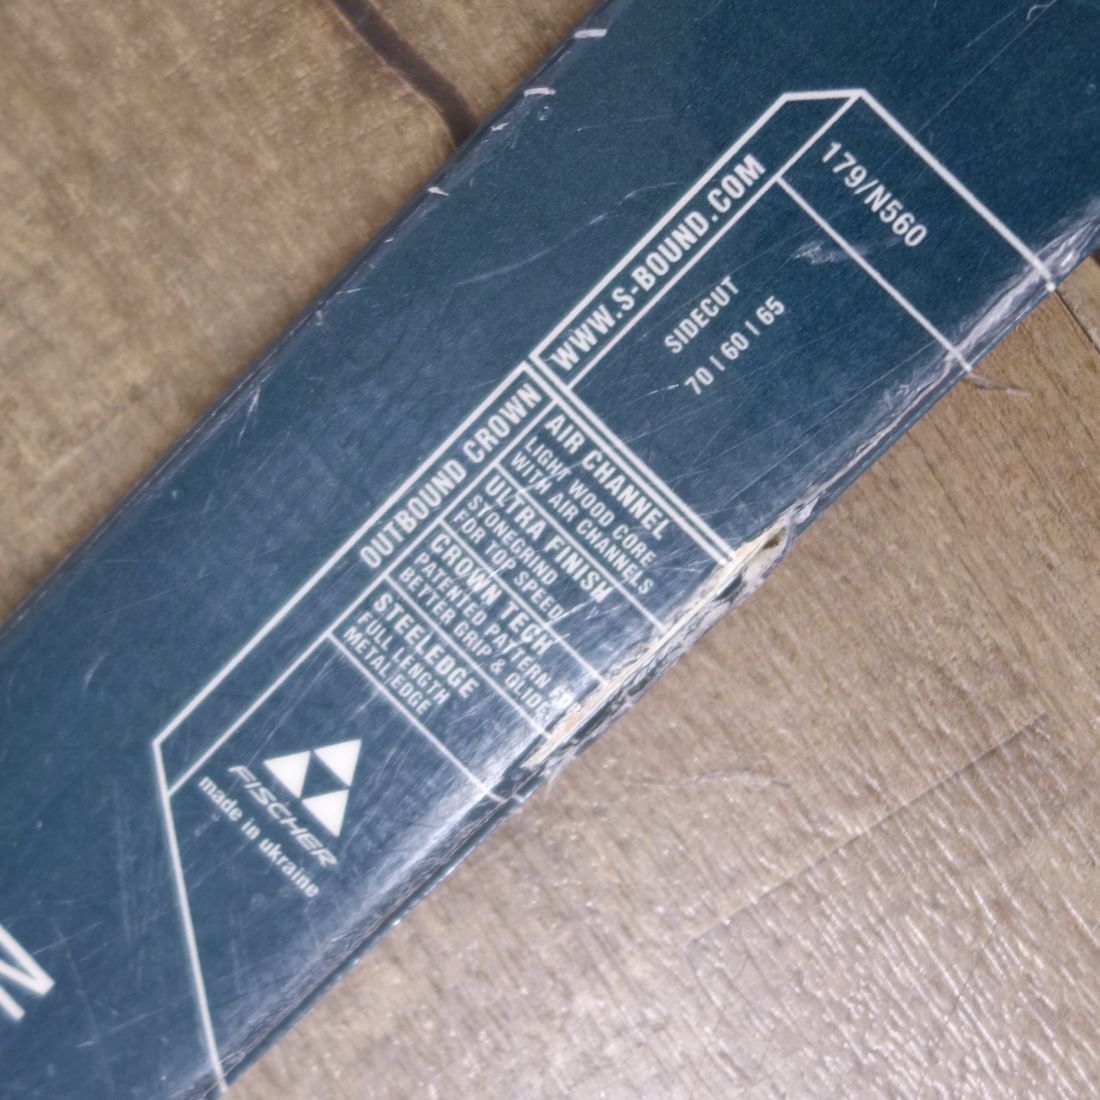 179/N560
WWW.S-BOUND.COM
SIDECUT
70 | 60 | 65
OUTBOUND CROWN
AIR CHANNEL
LIGHT WOOD CORE
WITH AIR CHANNELS
ULTRA FINISH
STONEGRIND
FOR TOP SPEED
CROWN TECH
PATENTED PATTERN
BETTER GRIP & GLIDE
STEELEDGE
FULL LENGTH
METAL EDGE
FISCHER
made in ukraine
N